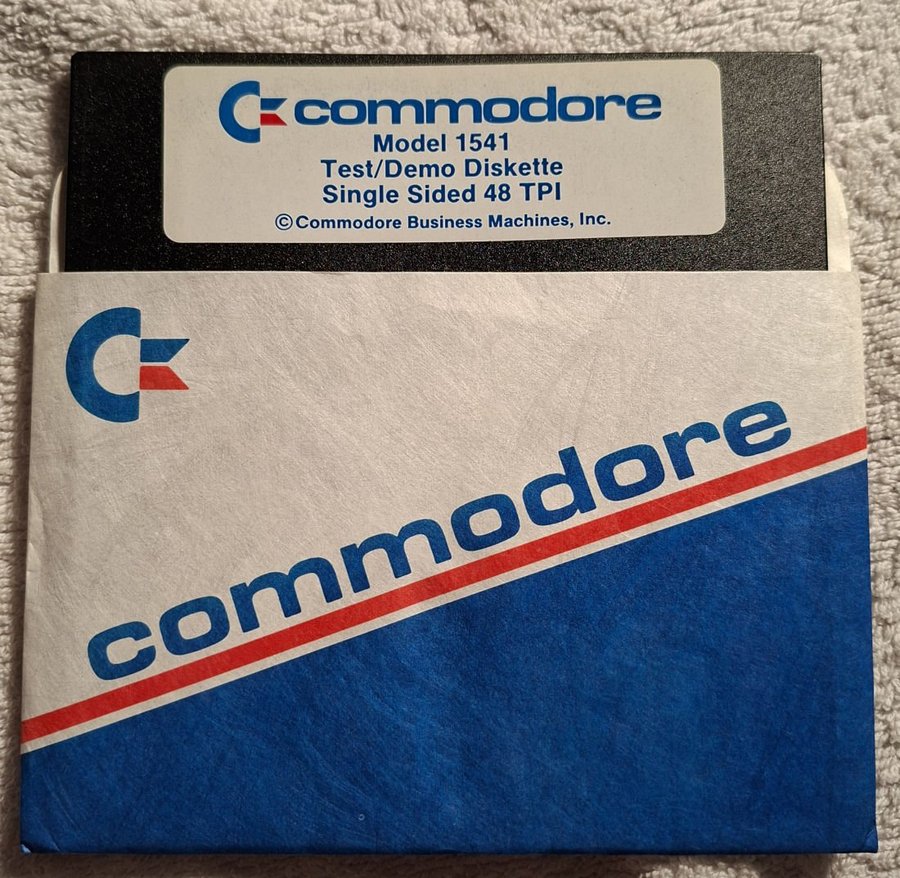 commodore
Model 1541
Test/Demo Diskette
Single Sided 48 TPI
©Commodore Business Machines, Inc.
commodore